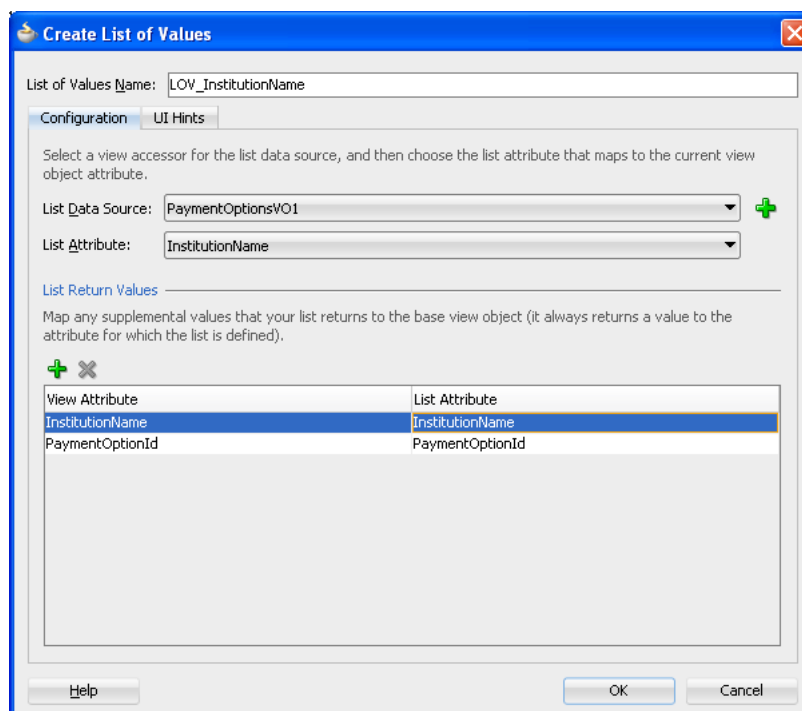 Create List of Values
List of Values Name: LOV_InstitutionName
Configuration UI Hints
Select a view accessor for the list data source, and then choose the list attribute that maps to the current view
object attribute.
List Data Source: PaymentOptionsVO1
List Attribute: InstitutionName
List Return Values
Map any supplemental values that your list returns to the base view object (it always returns a value to the
attribute for which the list is defined).
View Attribute List Attribute
InstitutionName InstitutionName
PaymentOptionId PaymentOptionId
Help OK Cancel